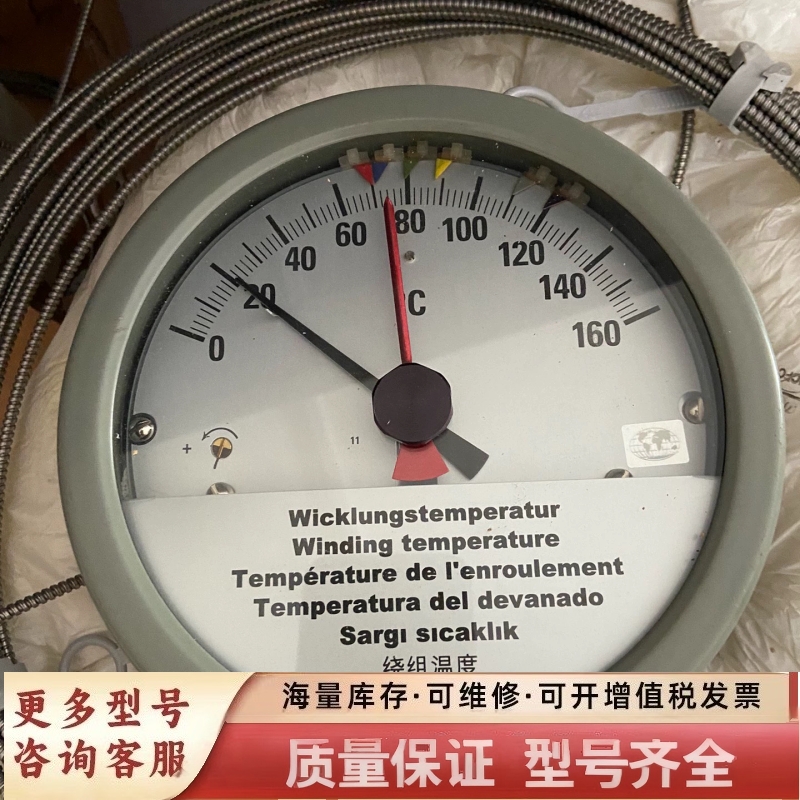 0
20
40
60
80
100
120
140
160
°C
+
11
Wicklungstemperatur
Winding temperature
Température de l'enroulement
Temperatura del devanado
Sargı sıcaklık
绕组温度
更多型号
咨询客服
海量库存·可维修·可开增值税发票
质量保证 型号齐全